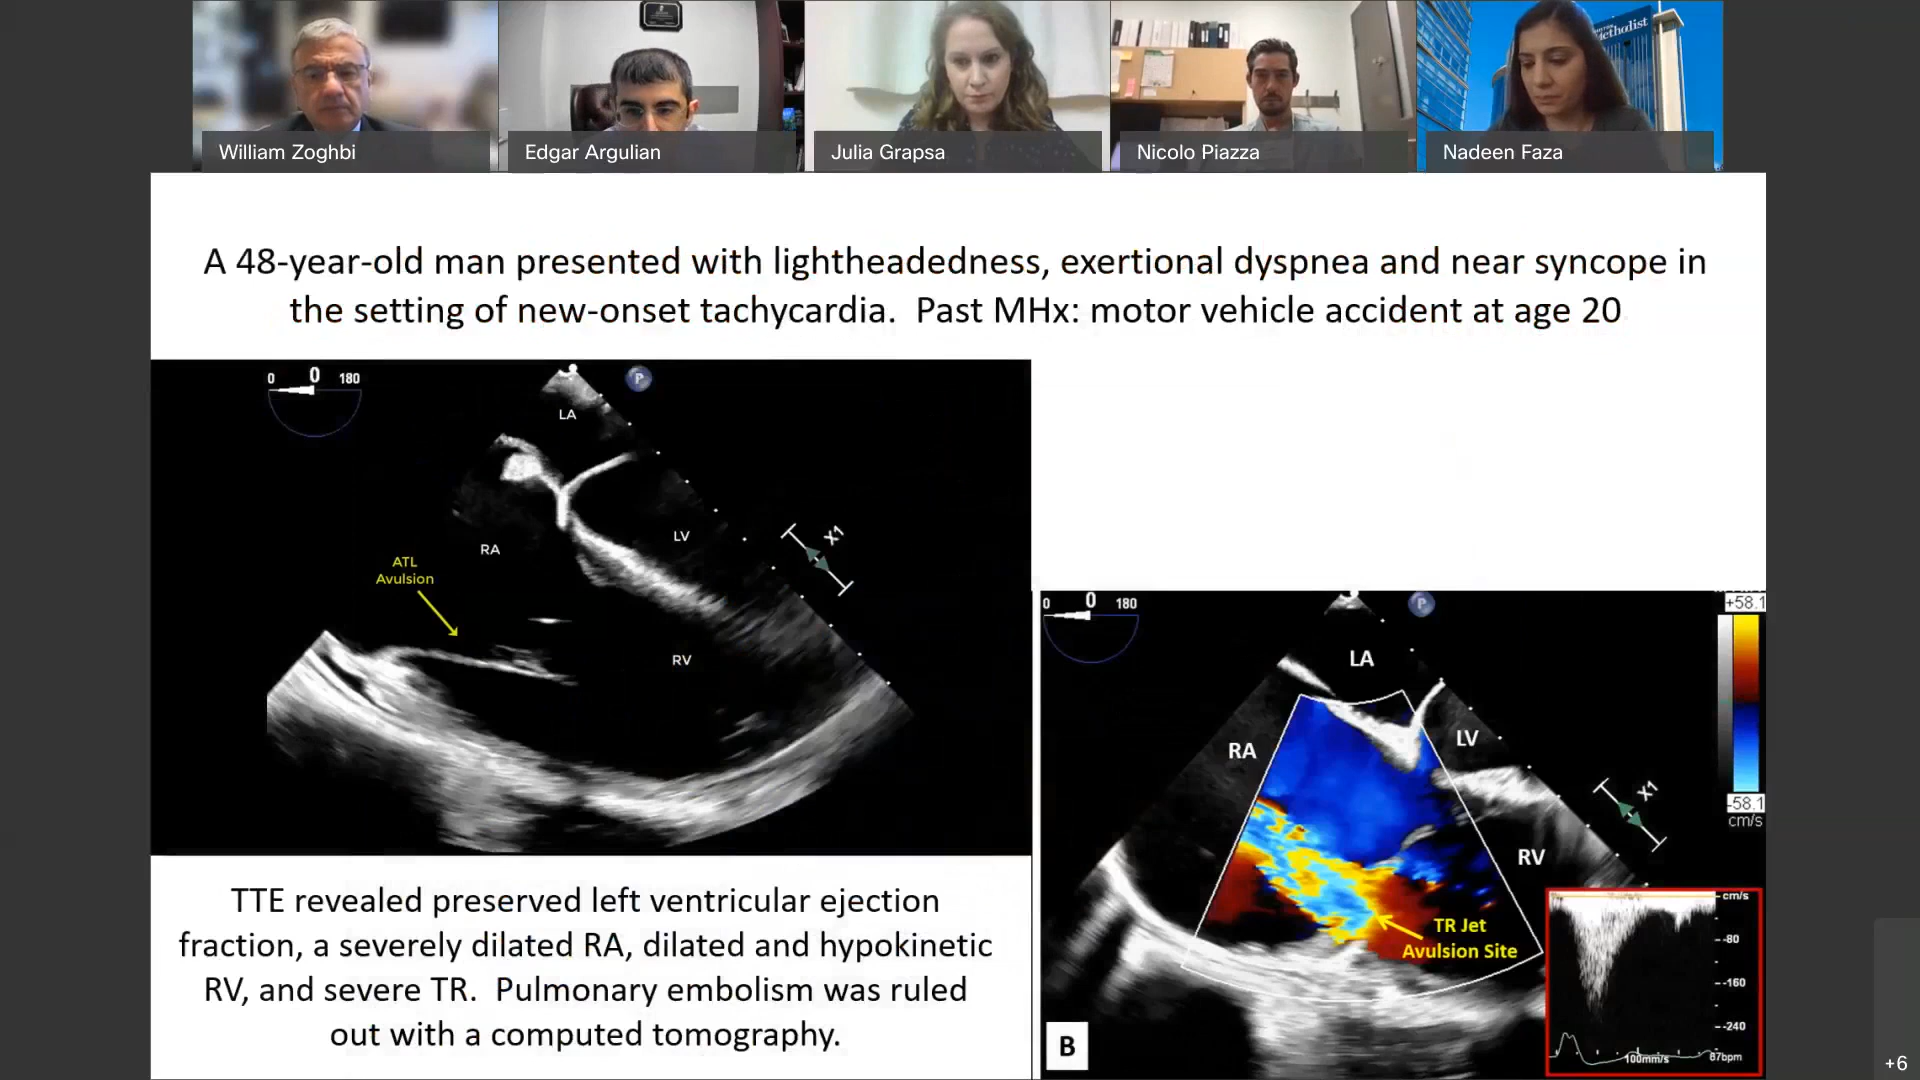 Methodist
William Zoghbi
Edgar Argulian
Julia Grapsa
Nicolo Piazza
Nadeen Faza
A 48-year-old man presented with lightheadedness, exertional dyspnea and near syncope in
the setting of new-onset tachycardia. Past MHx: motor vehicle accident at age 20
0 0 180
P
LA
X1
LV
RA
ATL
Avulsion
RV
TTE revealed preserved left ventricular ejection
fraction, a severely dilated RA, dilated and hypokinetic
RV, and severe TR. Pulmonary embolism was ruled
out with a computed tomography.
0 0 180
P
+58.1
LA
LV
RA
X1
-58.1
cm/s
RV
TR Jet
Avulsion Site
B
cm/s
-80
-160
-240
100mm/s
67bpm
+6